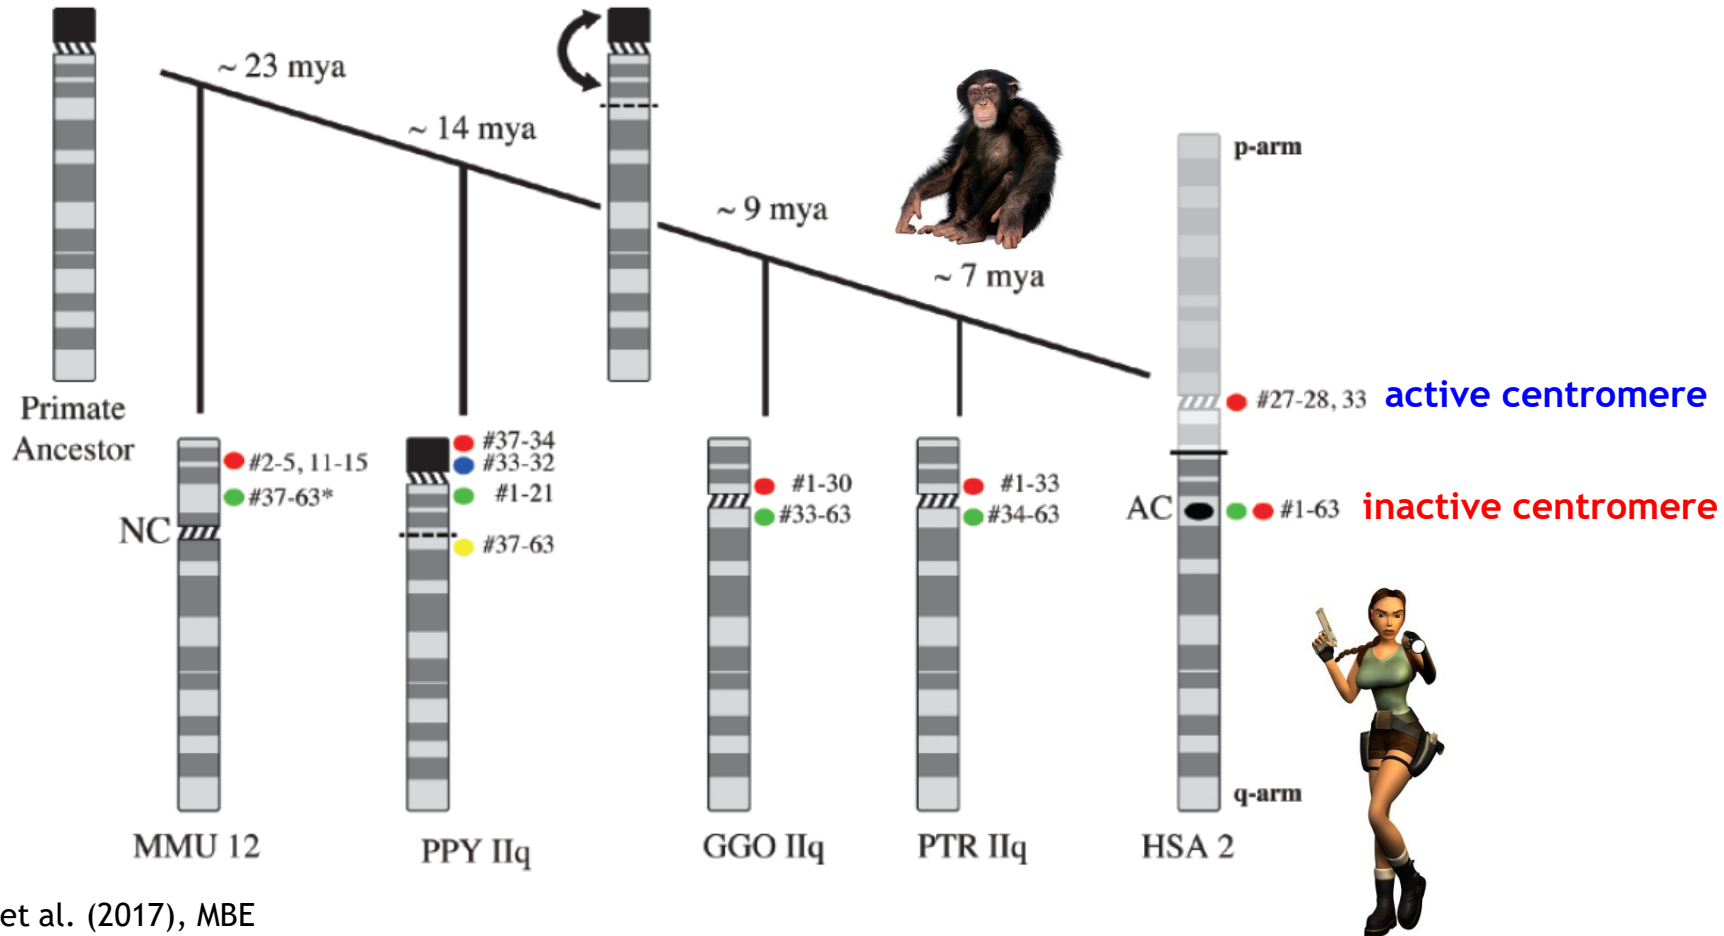 ~ 23 mya
~ 14 mya
~ 9 mya
~ 7 mya
p-arm
#27-28, 33 active centromere
Primate
Ancestor
#2-5, 11-15
#37-63*
NC
#37-34
#33-32
#1-21
#37-63
#1-30
#33-63
#1-33
#34-63
AC
#1-63 inactive centromere
q-arm
MMU 12
PPY IIq
GGO IIq
PTR IIq
HSA 2
et al. (2017), MBE